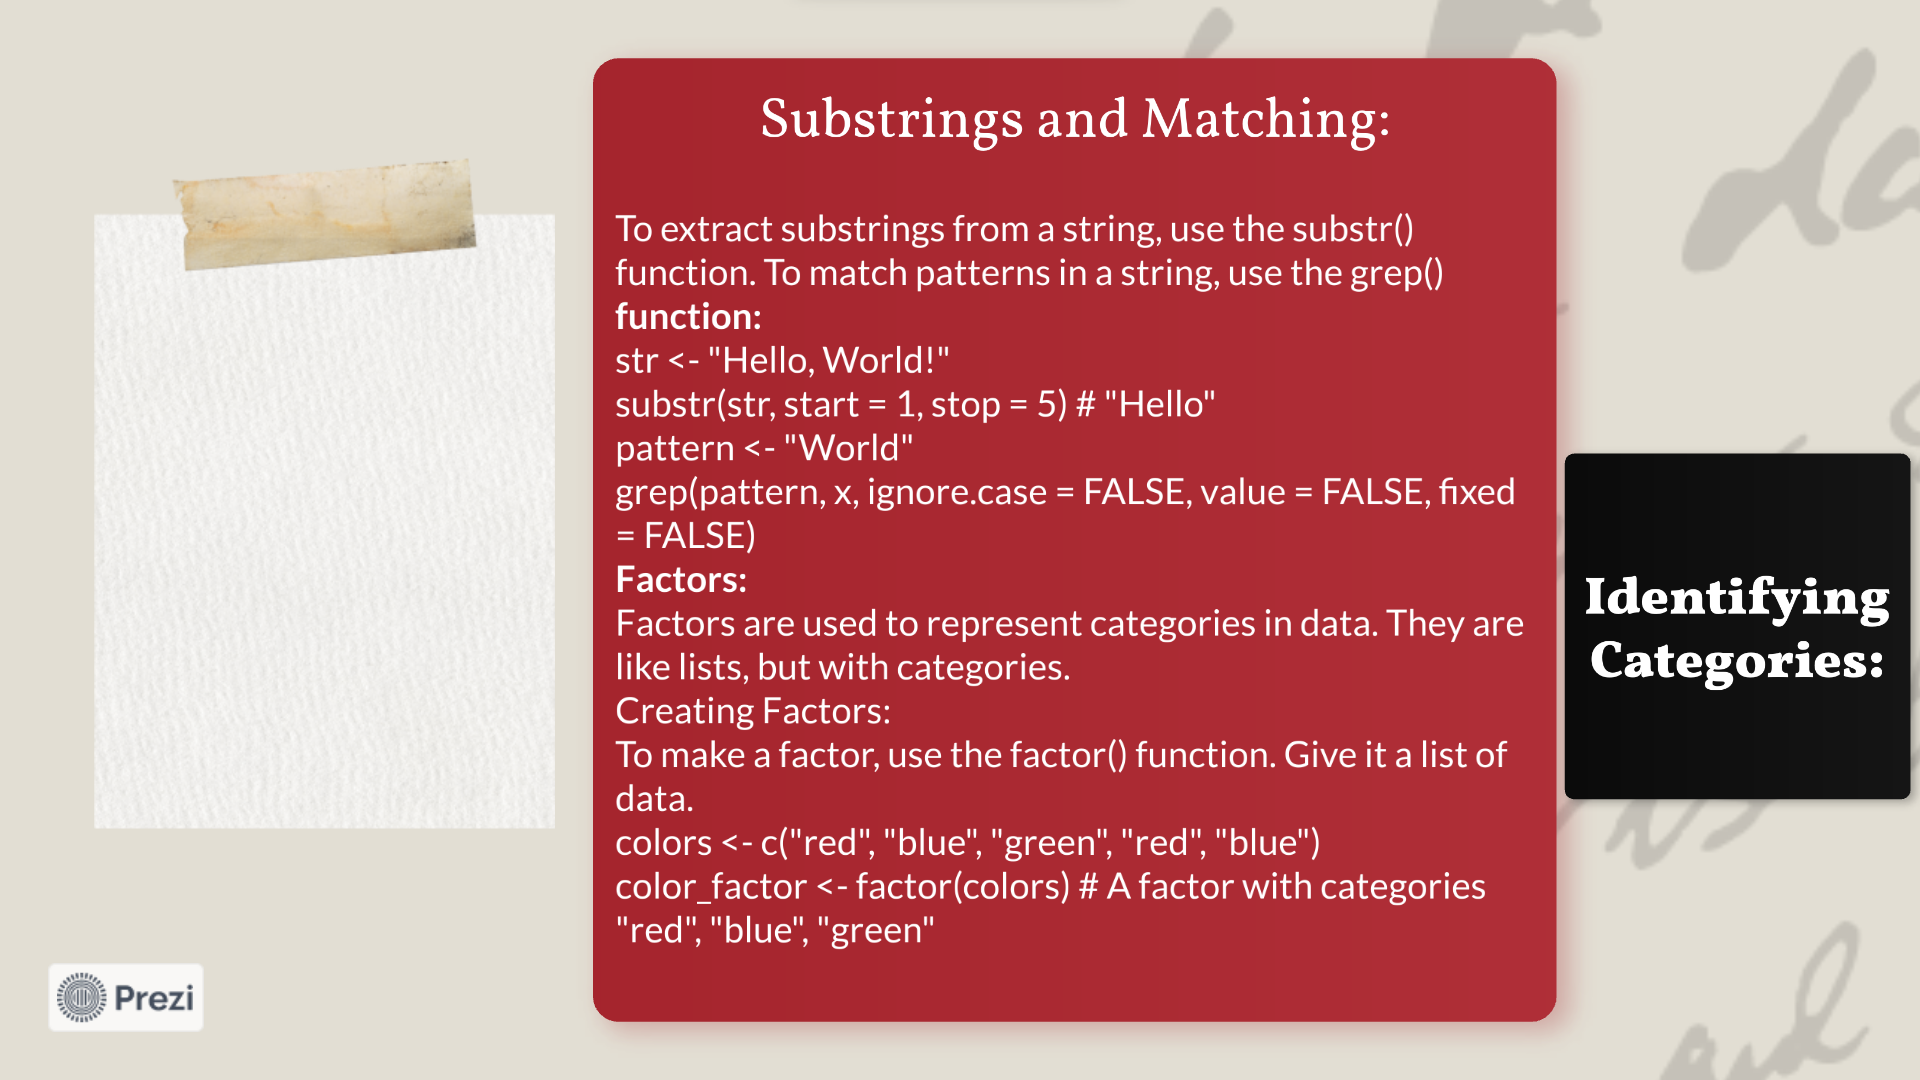 Substrings and Matching:
To extract substrings from a string, use the substr()
function. To match patterns in a string, use the grep()
function:
str <- "Hello, World!"
substr(str, start = 1, stop = 5) # "Hello"
pattern <- "World"
grep(pattern, x, ignore.case = FALSE, value = FALSE, fixed
= FALSE)
Factors:
Factors are used to represent categories in data. They are
like lists, but with categories.
Creating Factors:
To make a factor, use the factor() function. Give it a list of
data.
colors <- c("red", "blue", "green", "red", "blue")
color_factor <- factor(colors) # A factor with categories
"red", "blue", "green"
Identifying
Categories:
Prezi